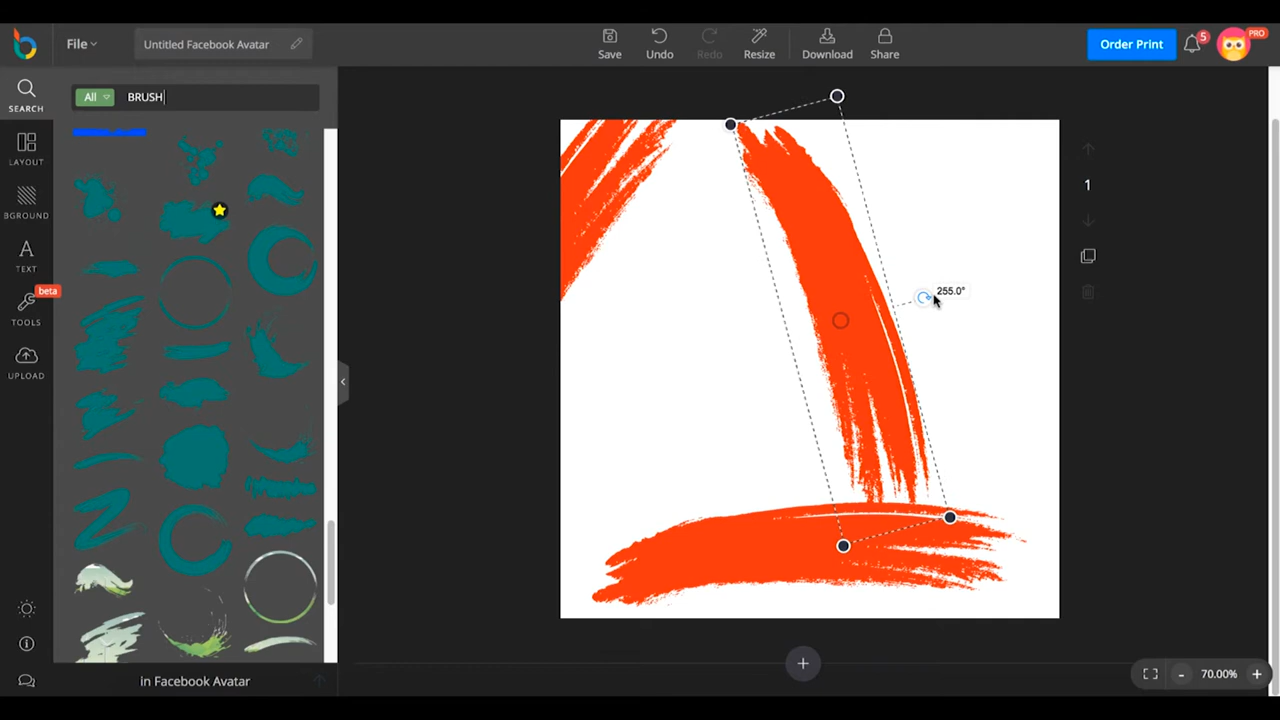 File
Untitled Facebook Avatar
Save
Undo
Redo
Resize
Download
Share
Order Print
5
PRO
SEARCH
All
BRUSH
LAYOUT
BGROUND
TEXT
beta
TOOLS
UPLOAD
255.0°
1
in Facebook Avatar
- 70.00% +